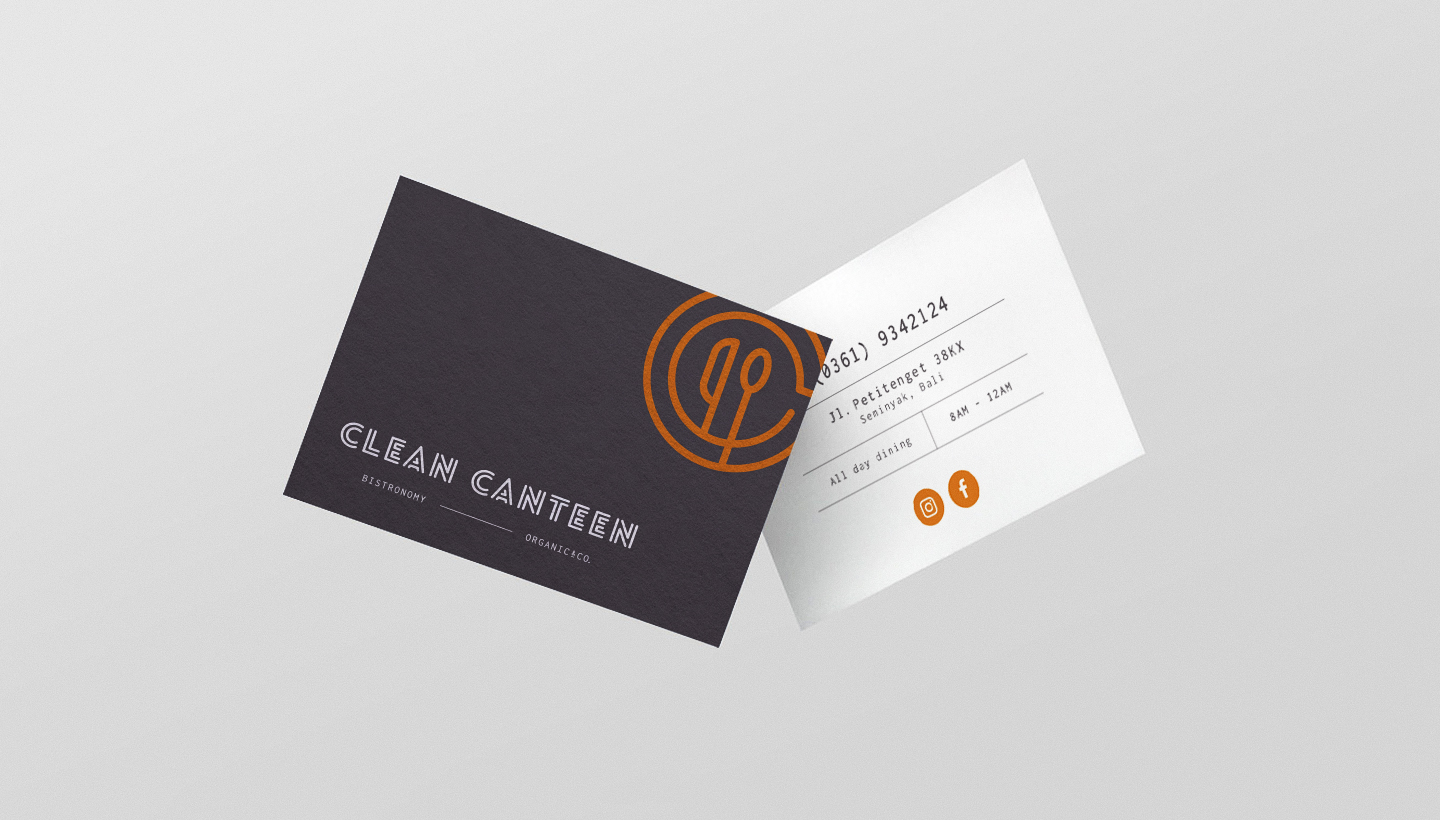 CLEAN CANTEEN
BISTRONOMY
ORGANIC&CO.
(0361) 9342124
Jl. Petitenget 38KX
Seminyak, Bali
All day dining
8AM - 12AM